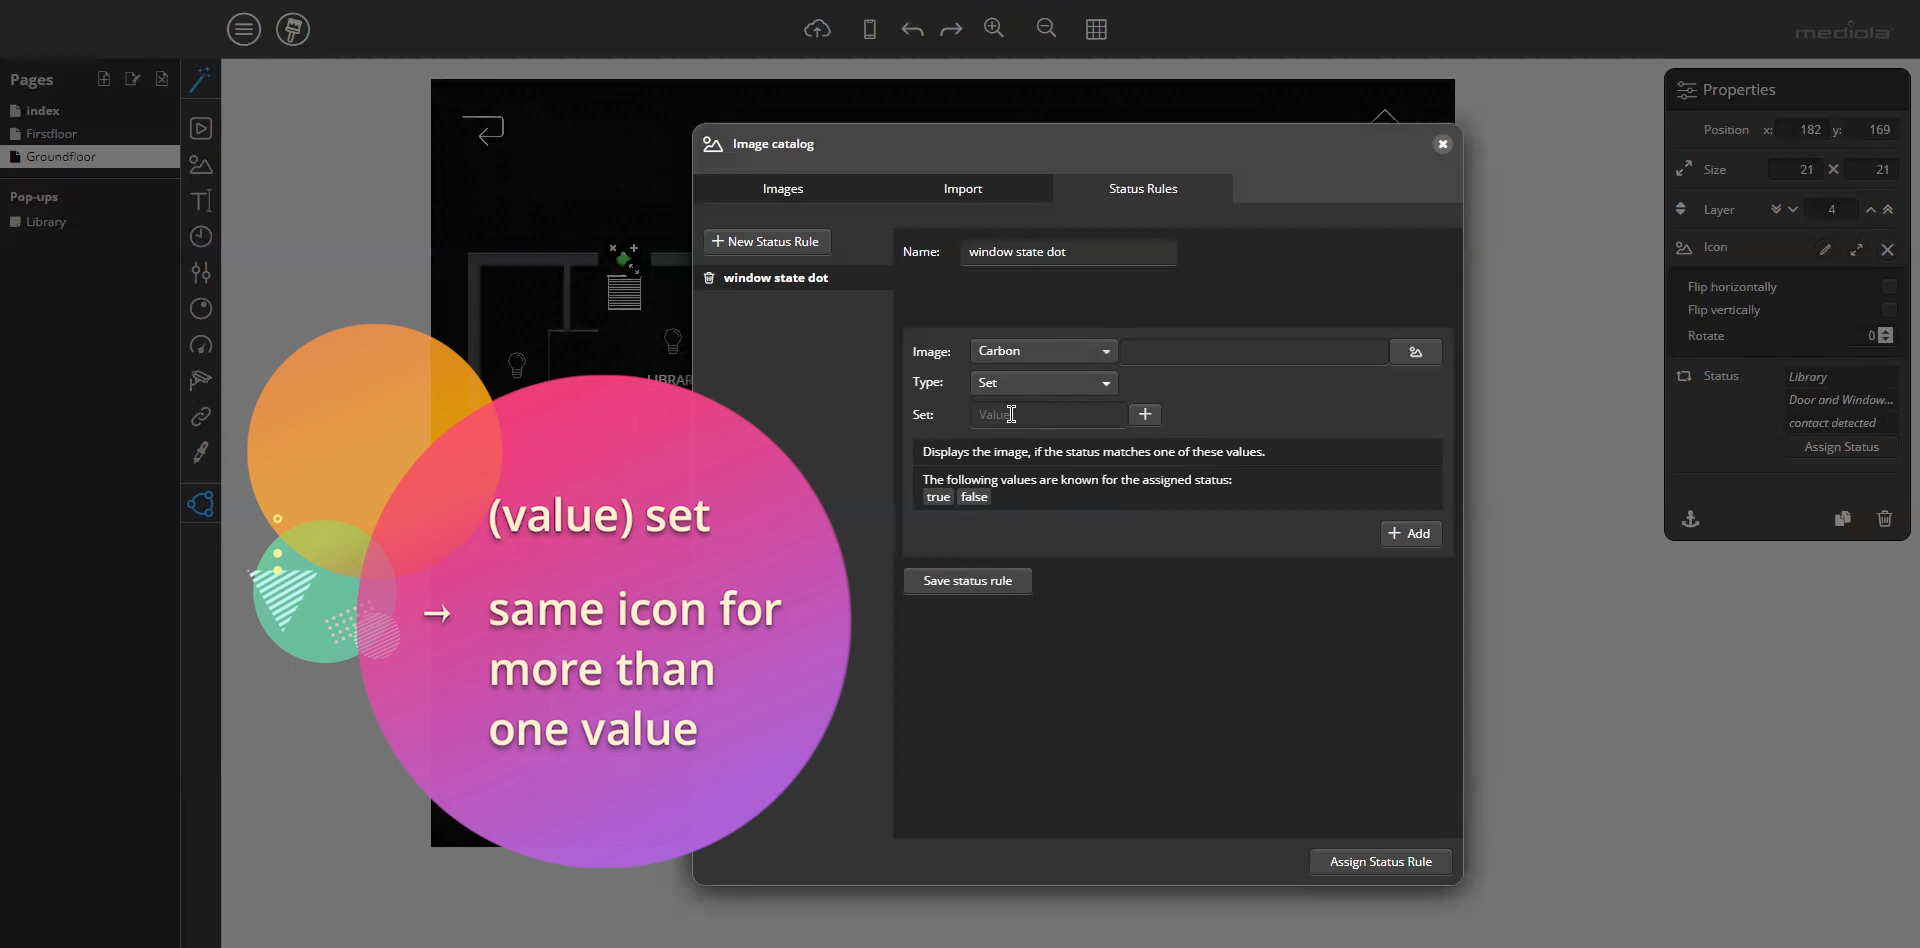 mediola
Pages
index
Firstfloor
Groundfloor
Pop-ups
Library
Image catalog
Images
Import
Status Rules
+ New Status Rule
window state dot
Name:
window state dot
Image:
Carbon
Type:
Set
Set:
Value
+
Displays the image, if the status matches one of these values.
The following values are known for the assigned status:
true false
+ Add
Save status rule
Assign Status Rule
(value) set
→ same icon for
more than
one value
Properties
Position x: 182 y: 169
Size 21 X 21
Layer 4
Icon
Flip horizontally
Flip vertically
Rotate 0
Status Library
Door and Window...
contact detected
Assign Status